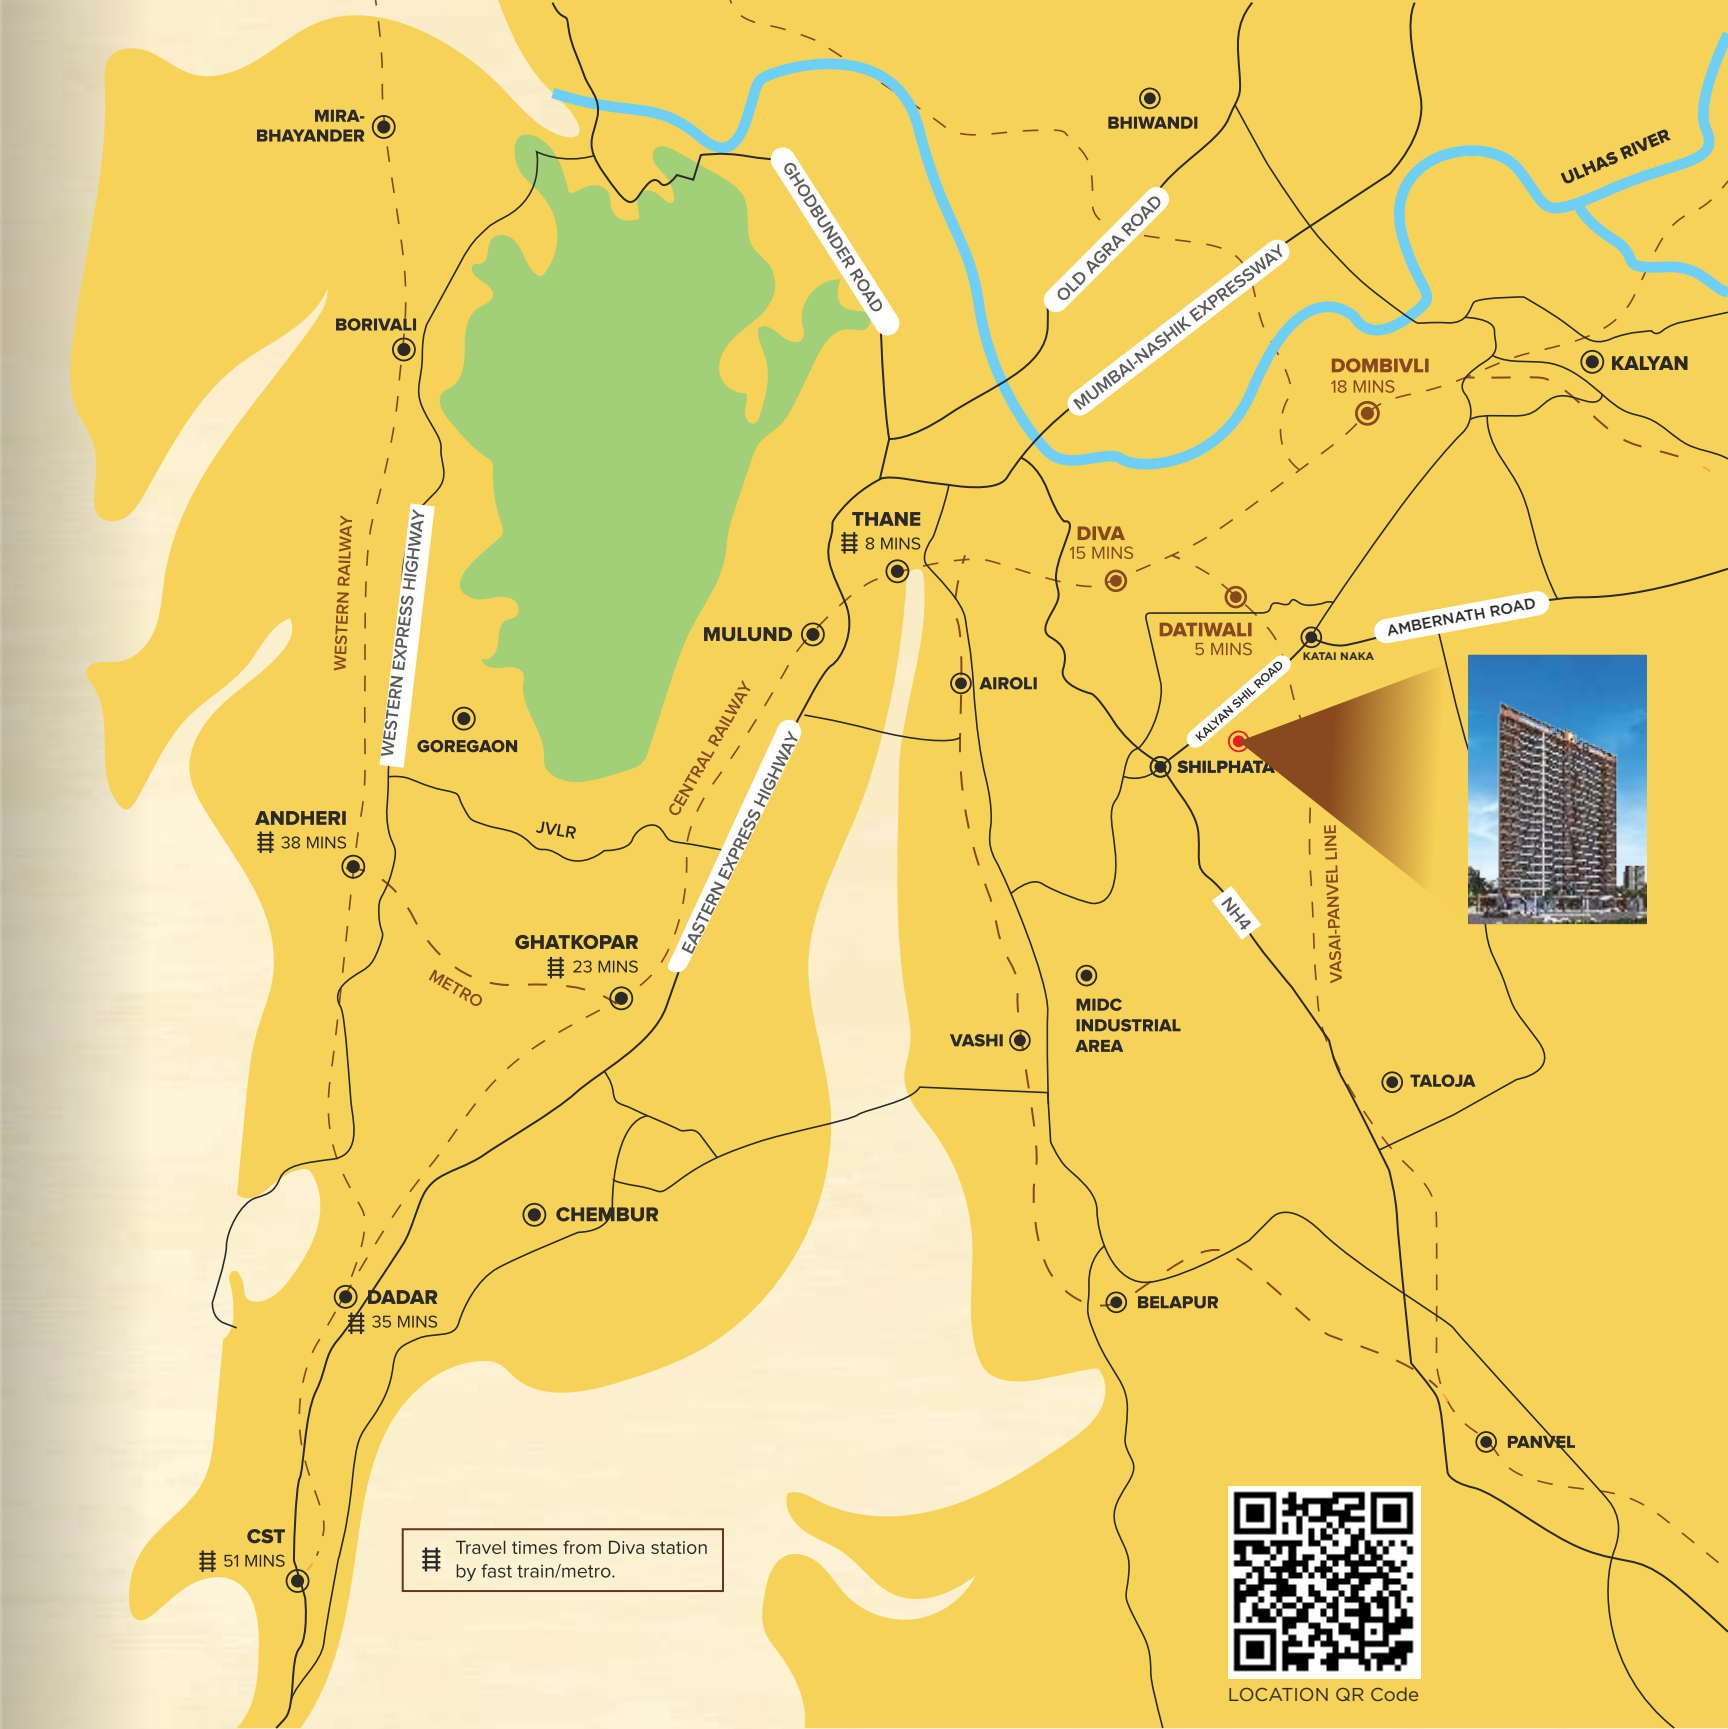 MIRA-
BHAYANDER
BHIWANDI
ULHAS RIVER
GHODBUNDER ROAD
OLD AGRA ROAD
MUMBAI-NASHIK EXPRESSWAY
BORIVALI
DOMBIVLI
18 MINS
KALYAN
WESTERN RAILWAY
WESTERN EXPRESS HIGHWAY
THANE
8 MINS
DIVA
15 MINS
MULUND
DATIWALI
5 MINS
AMBERNATH ROAD
KATAI NAKA
AIROLI
KALYAN SHIL ROAD
GOREGAON
CENTRAL RAILWAY
EASTERN EXPRESS HIGHWAY
SHILPHATA
ANDHERI
38 MINS
JVLR
VASAI-PANVEL LINE
NH4
GHATKOPAR
23 MINS
METRO
MIDC
INDUSTRIAL
AREA
VASHI
TALOJA
CHEMBUR
DADAR
35 MINS
BELAPUR
PANVEL
CST
51 MINS
Travel times from Diva station
by fast train/metro.
LOCATION QR Code